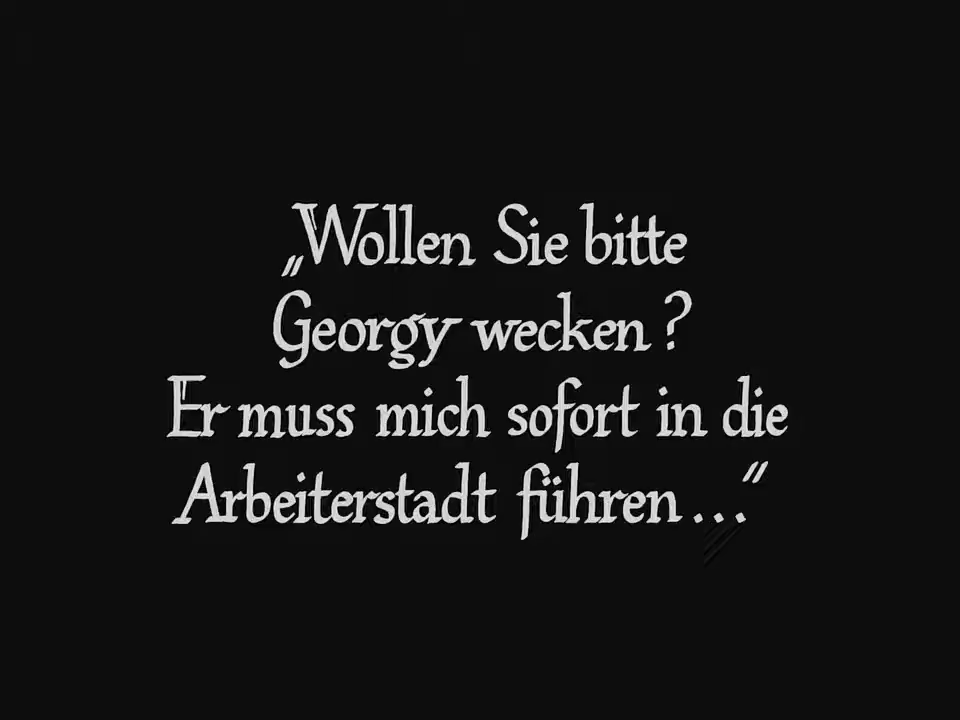 „Wollen Sie bitte
Georgy wecken?
Er muss mich sofort in die
Arbeiterstadt führen..."